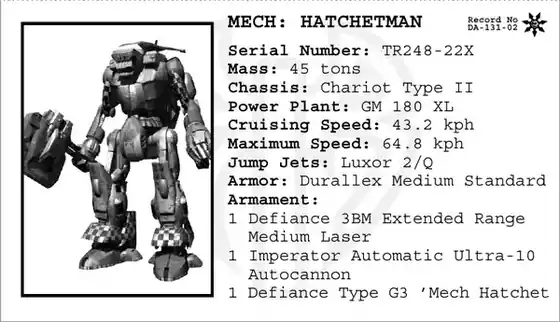 MECH: HATCHETMAN
Record No
DA-131-02
Serial Number: TR248-22X
Mass: 45 tons
Chassis: Chariot Type II
Power Plant: GM 180 XL
Cruising Speed: 43.2 kph
Maximum Speed: 64.8 kph
Jump Jets: Luxor 2/Q
Armor: Durallex Medium Standard
Armament:
1 Defiance 3BM Extended Range
Medium Laser
1 Imperator Automatic Ultra-10
Autocannon
1 Defiance Type G3 ’Mech Hatchet